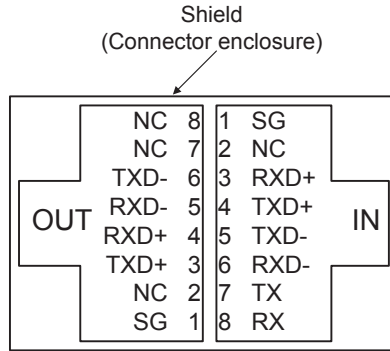 Shield
(Connector enclosure)
OUT
NC 8
NC 7
TXD- 6
RXD- 5
RXD+ 4
TXD+ 3
NC 2
SG 1
1 SG
2 NC
3 RXD+
4 TXD+
5 TXD-
6 RXD-
7 TX
8 RX
IN